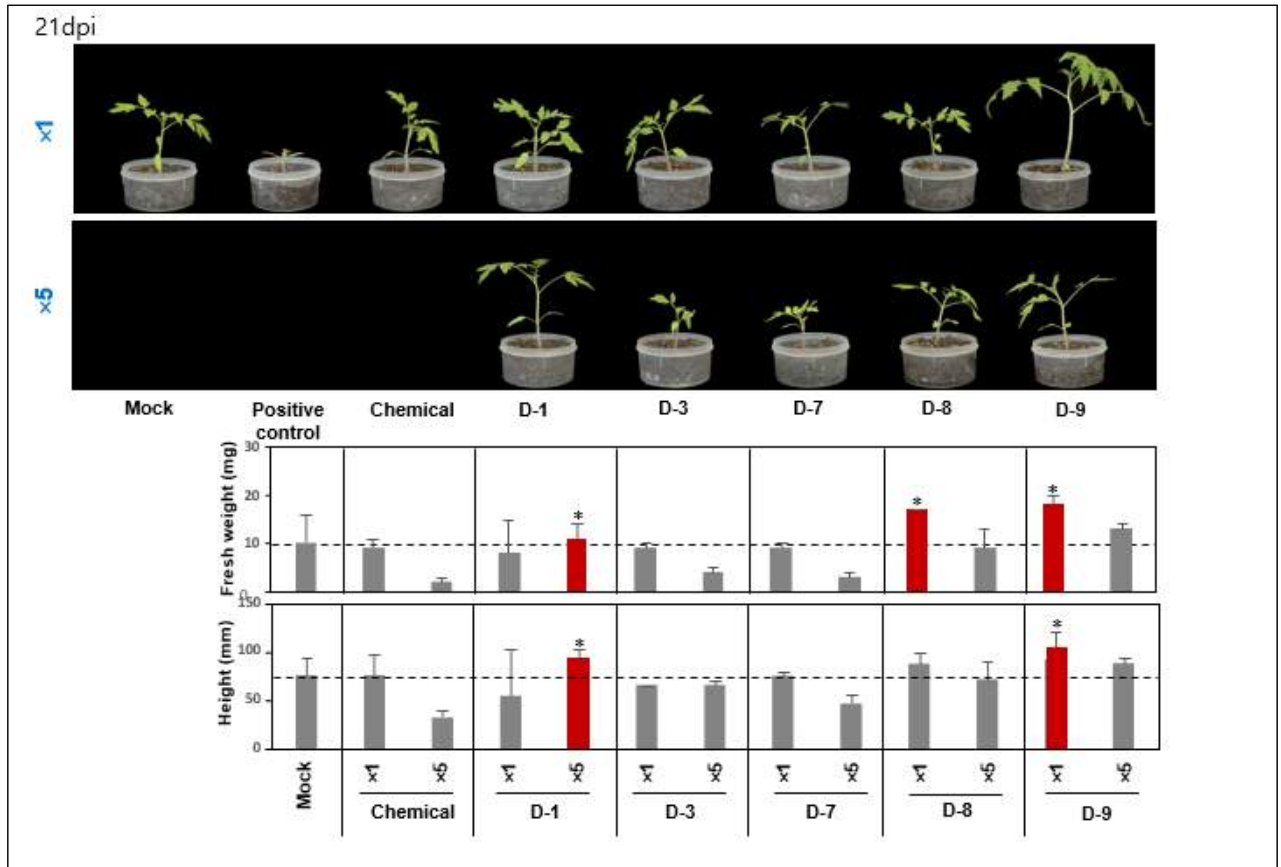 21dpi
×1
×5
Mock Positive control Chemical D-1 D-3 D-7 D-8 D-9
Fresh weight (mg)
30
20
10
0
* * *
Height (mm)
150
100
50
0
* *
Mock ×1 ×5 ×1 ×5 ×1 ×5 ×1 ×5 ×1 ×5 ×1 ×5
Chemical D-1 D-3 D-7 D-8 D-9